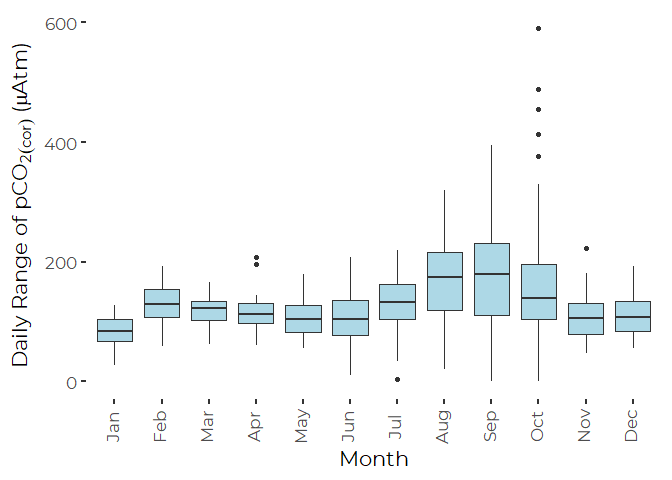 Daily Range of pCO₂₍cor₎ (μAtm)
600
400
200
0
Jan Feb Mar Apr May Jun Jul Aug Sep Oct Nov Dec
Month